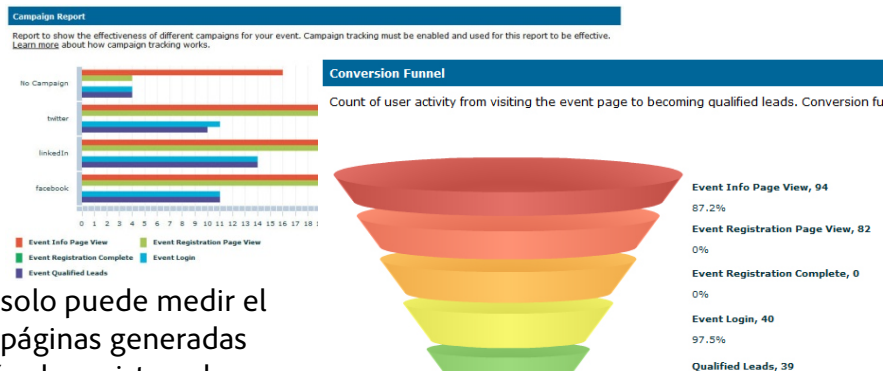 Campaign Report
Report to show the effectiveness of different campaigns for your event. Campaign tracking must be enabled and used for this report to be effective.
Learn more about how campaign tracking works.
No Campaign
twitter
linkedIn
facebook
0 1 2 3 4 5 6 7 8 9 10 11 12 13 14 15 16 17 18
Event Info Page View Event Registration Page View
Event Registration Complete Event Login
Event Qualified Leads
Conversion Funnel
Count of user activity from visiting the event page to becoming qualified leads. Conversion fu
Event Info Page View, 94
87.2%
Event Registration Page View, 82
0%
Event Registration Complete, 0
0%
Event Login, 40
97.5%
Qualified Leads, 39
solo puede medir el
páginas generadas